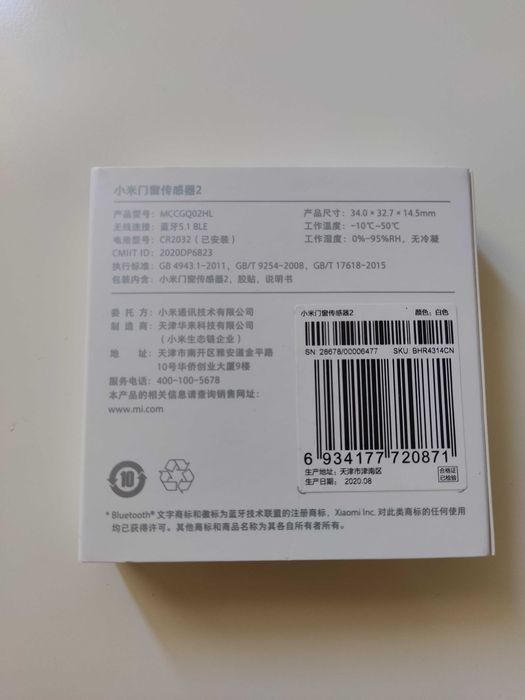 小米门窗传感器2
产品型号：MCCGQ02HL
无线连接：蓝牙5.1 BLE
电池型号：CR2032（已安装）
CMIIT ID：2020DP6823
产品尺寸：34.0 × 32.7 × 14.5mm
工作温度：-10℃~50℃
工作湿度：0%~95%RH，无冷凝
执行标准：GB 4943.1-2011，GB/T 9254-2008，GB/T 17618-2015
包装内含：小米门窗传感器2，胶贴，说明书
委托方：小米通讯技术有限公司
制造商：天津华来科技有限公司
（小米生态链企业）
地址：天津市南开区雅安道金平路
10号华侨创业大厦9楼
服务电话：400-100-5678
本产品的相关信息请查询销售网址：
www.mi.com
小米门窗传感器2 颜色：白色
SN: 28678/00006477 SKU: BHR4314CN
6 934177 720871
生产地址：天津市津南区
生产日期： 2020.08
合格证
已检验
10
* Bluetooth® 文字商标和徽标为蓝牙技术联盟的注册商标，Xiaomi Inc. 对此类商标的任何使用
均已获得许可。其他商标和商品名称为其各自所有者所有。